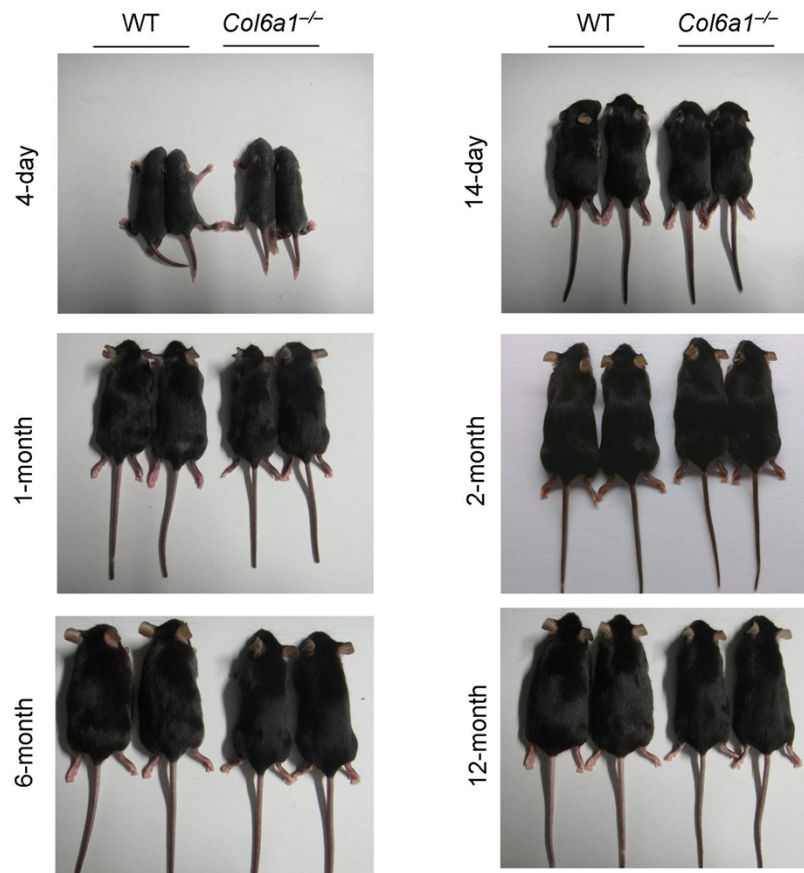 WT Col6a1–/– WT Col6a1–/–
4-day
14-day
1-month
2-month
6-month
12-month